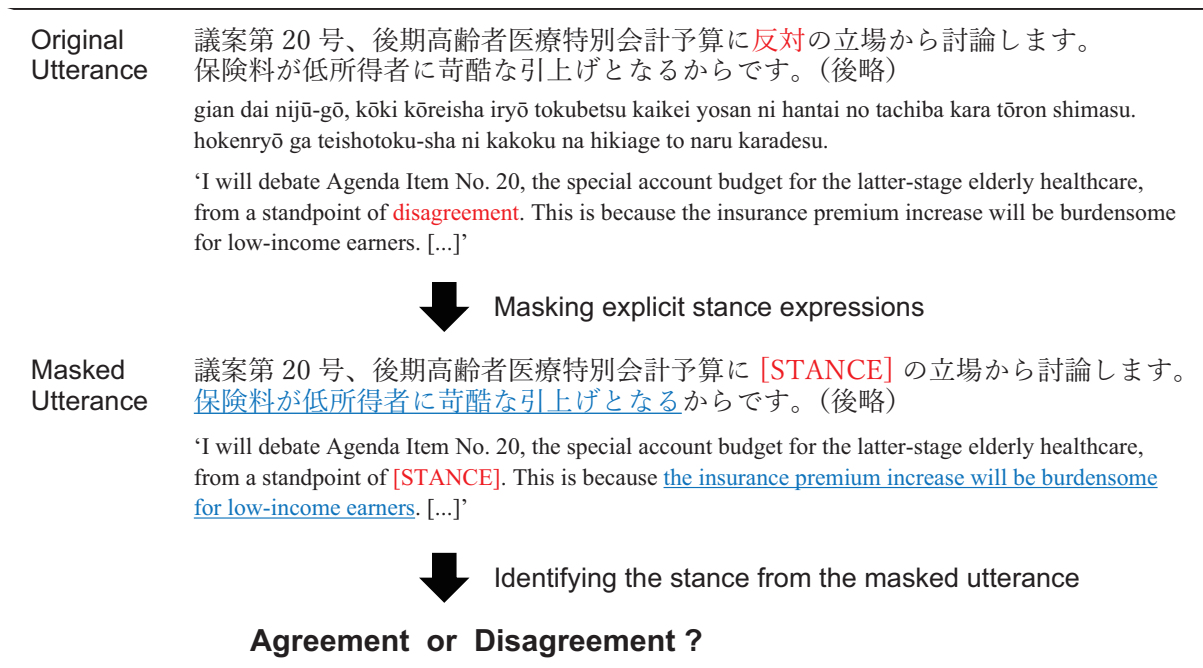 Original
Utterance
議案第 20 号、後期高齢者医療特別会計予算に反対の立場から討論します。
保険料が低所得者に苛酷な引上げとなるからです。（後略）
gian dai nijū-gō, kōki kōreisha iryō tokubetsu kaikei yosan ni hantai no tachiba kara tōron shimasu.
hokenryō ga teishotoku-sha ni kakoku na hikiage to naru karadesu.
‘I will debate Agenda Item No. 20, the special account budget for the latter-stage elderly healthcare,
from a standpoint of disagreement. This is because the insurance premium increase will be burdensome
for low-income earners. [...]’
Masking explicit stance expressions
Masked
Utterance
議案第 20 号、後期高齢者医療特別会計予算に [STANCE] の立場から討論します。
保険料が低所得者に苛酷な引上げとなるからです。（後略）
‘I will debate Agenda Item No. 20, the special account budget for the latter-stage elderly healthcare,
from a standpoint of [STANCE]. This is because the insurance premium increase will be burdensome
for low-income earners. [...]’
Identifying the stance from the masked utterance
Agreement or Disagreement ?